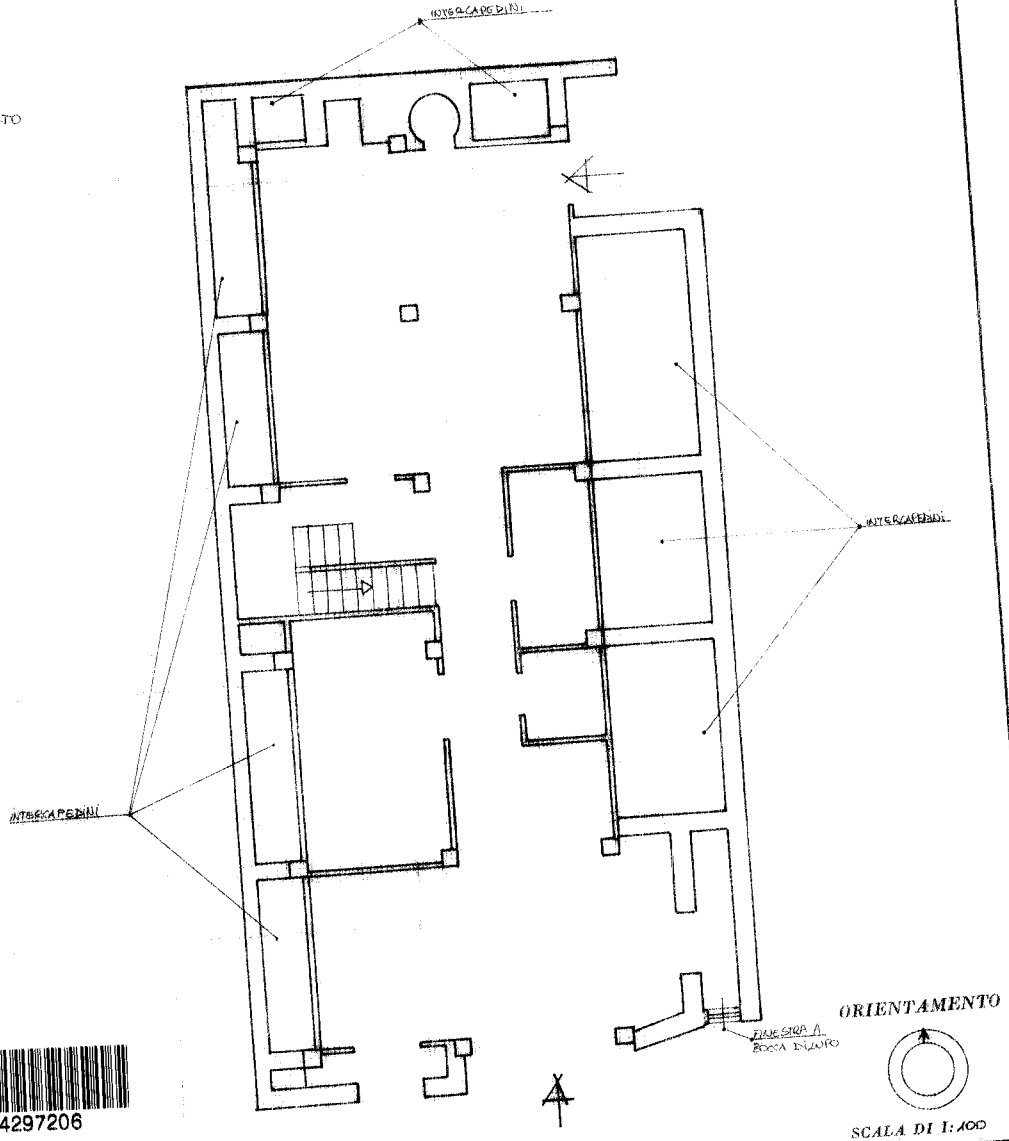 INTERCAPEDINI
TO
INTERCAPEDINI
INTERCAPEDINI
ORIENTAMENTO
FINESTRA A
BOCCA DI LUPO
4297206
SCALA DI 1:100